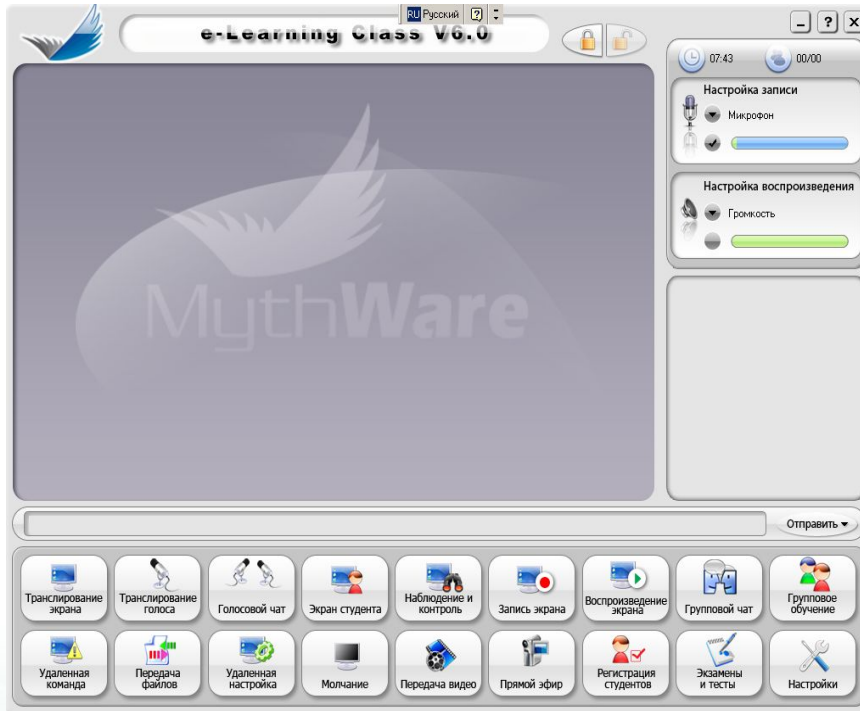 RU Русский ?
e-Learning Class V6.0
07:43
00/00
Настройка записи
Микрофон
Настройка воспроизведения
Громкость
MythWare
Отправить
Транслирование
экрана
Транслирование
голоса
Голосовой чат
Экран студента
Наблюдение и
контроль
Запись экрана
Воспроизведение
экрана
Групповой чат
Групповое
обучение
Удаленная
команда
Передача
файлов
Удаленная
настройка
Молчание
Передача видео
Прямой эфир
Регистрация
студентов
Экзамены
и тесты
Настройки